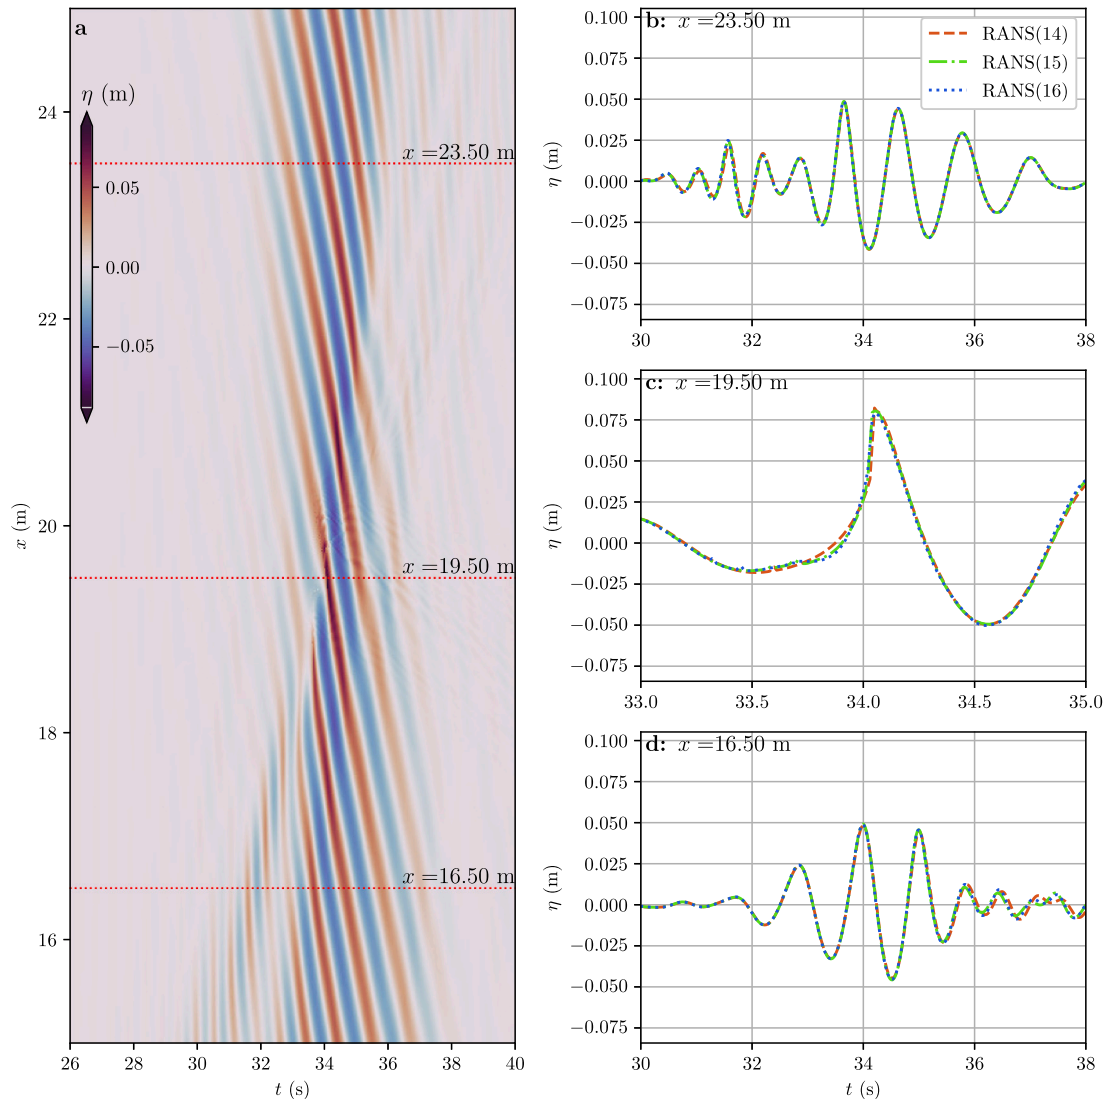 a
η (m)
0.05
0.00
−0.05
x =23.50 m
x =19.50 m
x =16.50 m
24
22
20
18
16
x (m)
26 28 30 32 34 36 38 40
t (s)
b: x =23.50 m
RANS(14)
RANS(15)
RANS(16)
0.100
0.075
0.050
0.025
0.000
−0.025
−0.050
−0.075
η (m)
30 32 34 36 38
c: x =19.50 m
0.100
0.075
0.050
0.025
0.000
−0.025
−0.050
−0.075
η (m)
33.0 33.5 34.0 34.5 35.0
d: x =16.50 m
0.100
0.075
0.050
0.025
0.000
−0.025
−0.050
−0.075
η (m)
30 32 34 36 38
t (s)